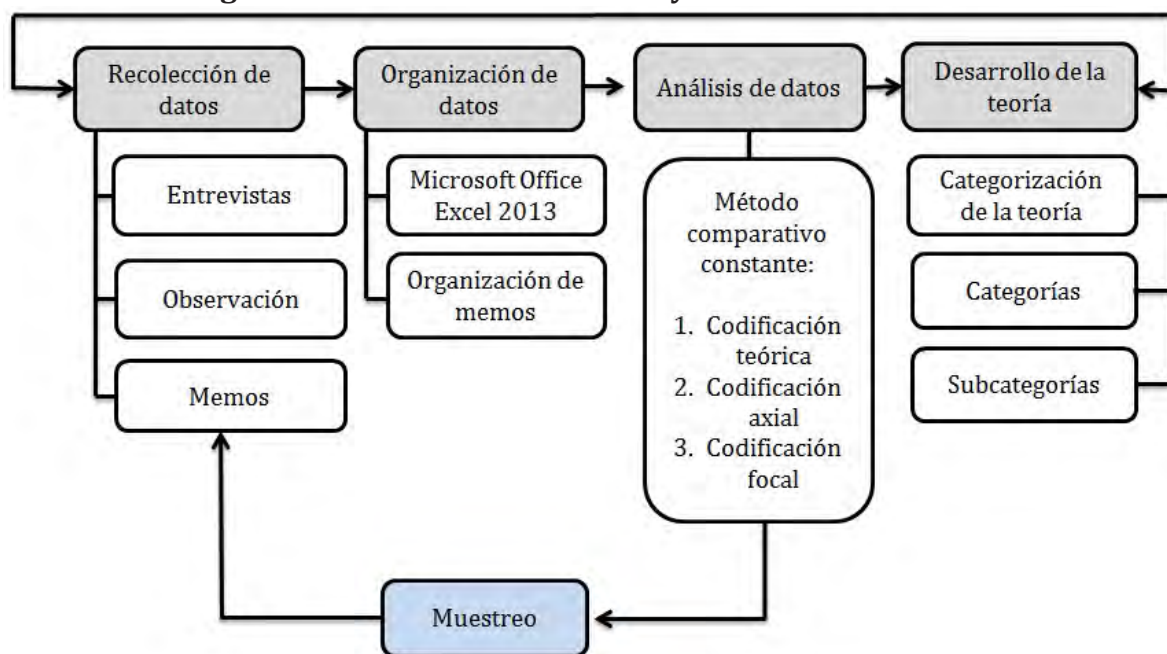 Recolección de
datos
Organización de
datos
Análisis de datos
Desarrollo de la
teoría
Entrevistas
Observación
Memos
Microsoft Office
Excel 2013
Organización de
memos
Método
comparativo
constante:
1. Codificación
teórica
2. Codificación
axial
3. Codificación
focal
Categorización
de la teoría
Categorías
Subcategorías
Muestreo